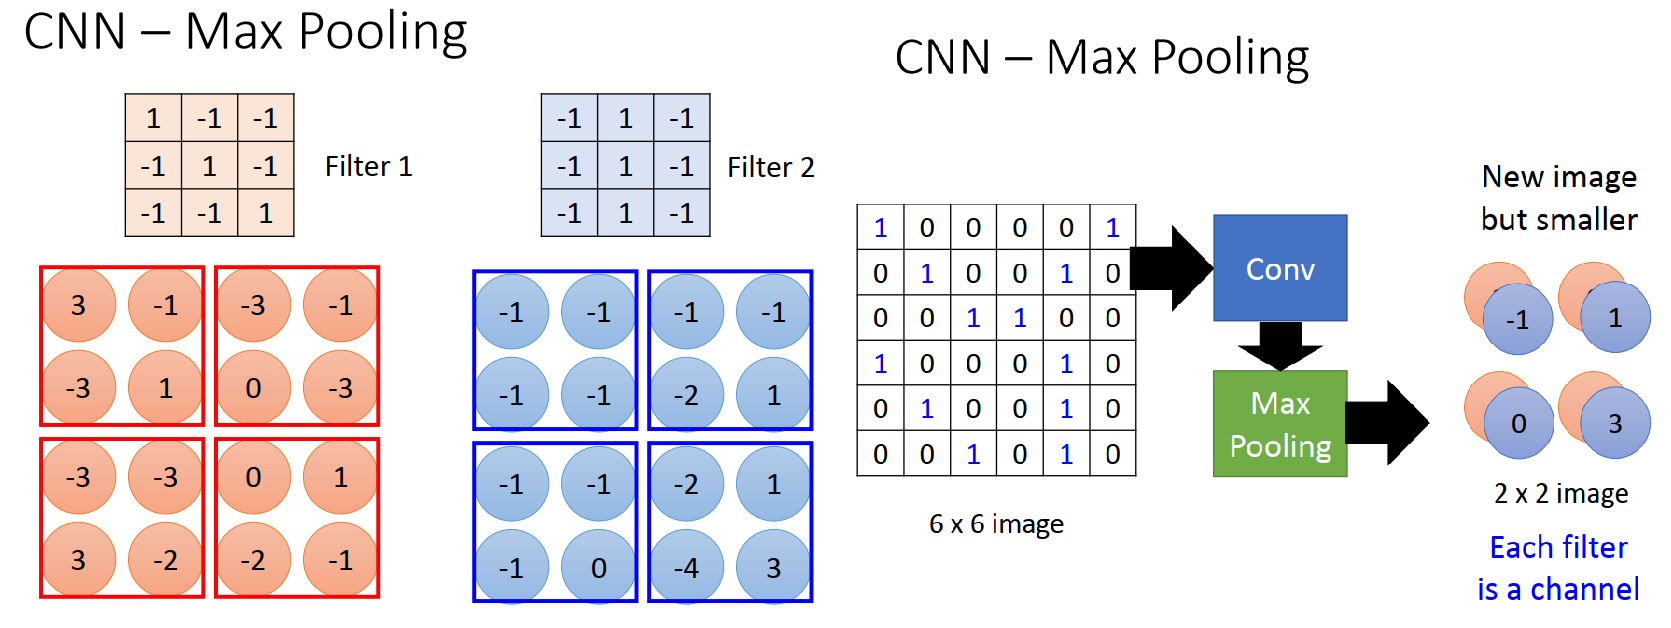 CNN – Max Pooling
1 -1 -1
-1 1 -1
-1 -1 1
Filter 1
-1 1 -1
-1 1 -1
-1 1 -1
Filter 2
3 -1 -3 -1
-3 1 0 -3
-3 -3 0 1
3 -2 -2 -1
-1 -1 -1 -1
-1 -1 -2 1
-1 -1 -2 1
-1 0 -4 3
CNN – Max Pooling
1 0 0 0 0 1
0 1 0 0 1 0
0 0 1 1 0 0
1 0 0 0 1 0
0 1 0 0 1 0
0 0 1 0 1 0
6 x 6 image
Conv
Max
Pooling
New image
but smaller
-1 1
0 3
2 x 2 image
Each filter
is a channel